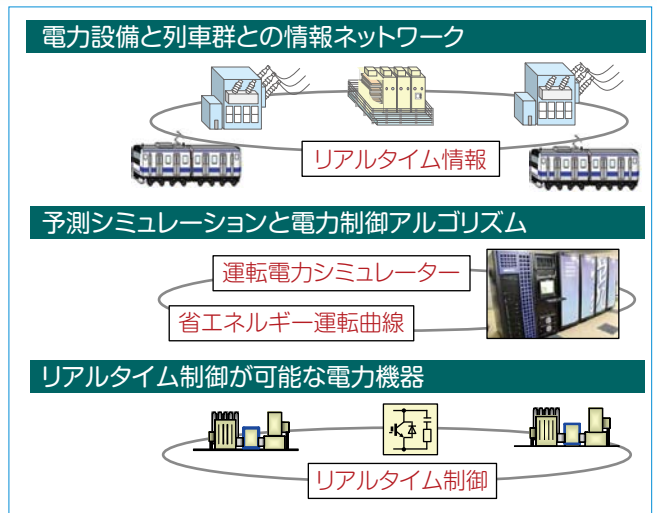 電力設備と列車群との情報ネットワーク
リアルタイム情報
予測シミュレーションと電力制御アルゴリズム
運転電力シミュレーター
省エネルギー運転曲線
リアルタイム制御が可能な電力機器
リアルタイム制御